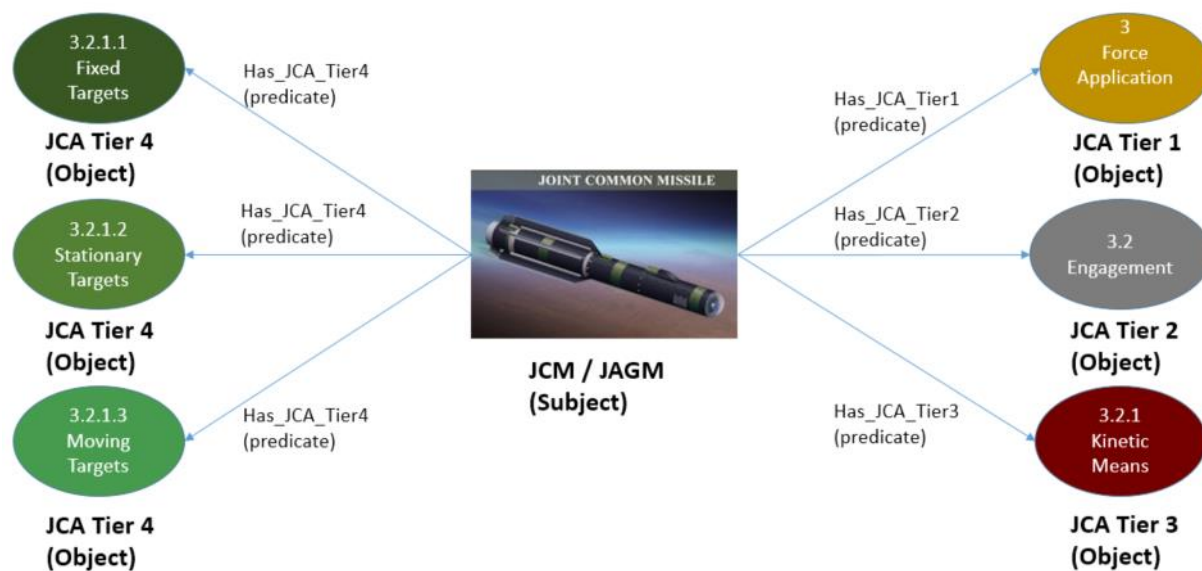 3.2.1.1
Fixed
Targets
JCA Tier 4
(Object)
Has_JCA_Tier4
(predicate)
3.2.1.2
Stationary
Targets
JCA Tier 4
(Object)
Has_JCA_Tier4
(predicate)
3.2.1.3
Moving
Targets
JCA Tier 4
(Object)
Has_JCA_Tier4
(predicate)
JOINT COMMON MISSILE
JCM / JAGM
(Subject)
Has_JCA_Tier1
(predicate)
3
Force
Application
JCA Tier 1
(Object)
Has_JCA_Tier2
(predicate)
3.2
Engagement
JCA Tier 2
(Object)
Has_JCA_Tier3
(predicate)
3.2.1
Kinetic
Means
JCA Tier 3
(Object)